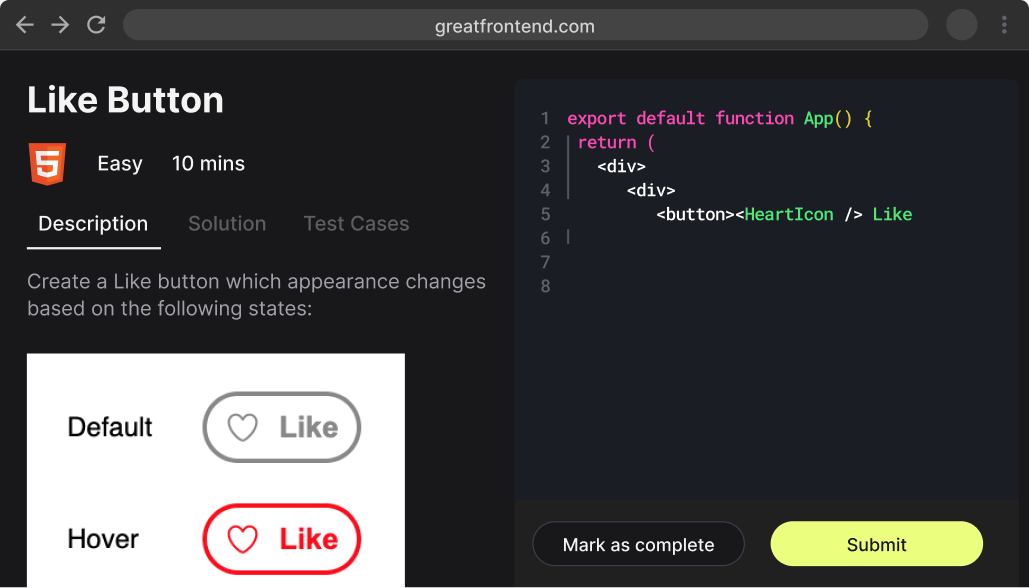 greatfrontend.com
Like Button
5 Easy 10 mins
Description Solution Test Cases
Create a Like button which appearance changes
based on the following states:
Default Like
Hover Like
1 export default function App() {
2 return (
3 <div>
4 <div>
5 <button><HeartIcon /> Like
6
7
8
Mark as complete Submit